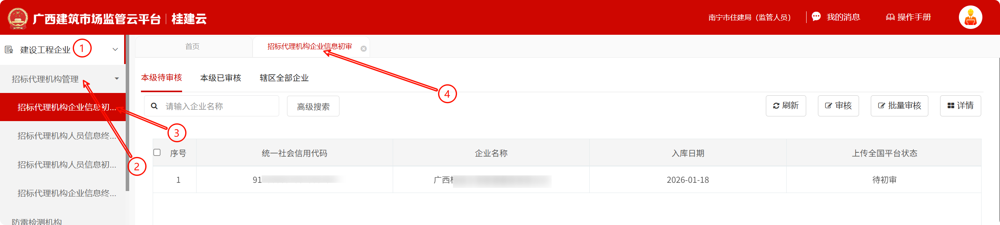 广西建筑市场监管云平台 | 桂建云
南宁市住建局（监管人员）
我的消息
操作手册
建设工程企业
1
招标代理机构管理
招标代理机构企业信息初...
招标代理机构人员信息终...
招标代理机构人员信息初...
招标代理机构企业信息终...
防雷检测机构
2
3
4
首页
招标代理机构企业信息初审
本级待审核 本级已审核 辖区全部企业
请输入企业名称
高级搜索
刷新 审核 批量审核 详情
序号 统一社会信用代码 企业名称 入库日期 上传全国平台状态
1 91 广西 2026-01-18 待初审